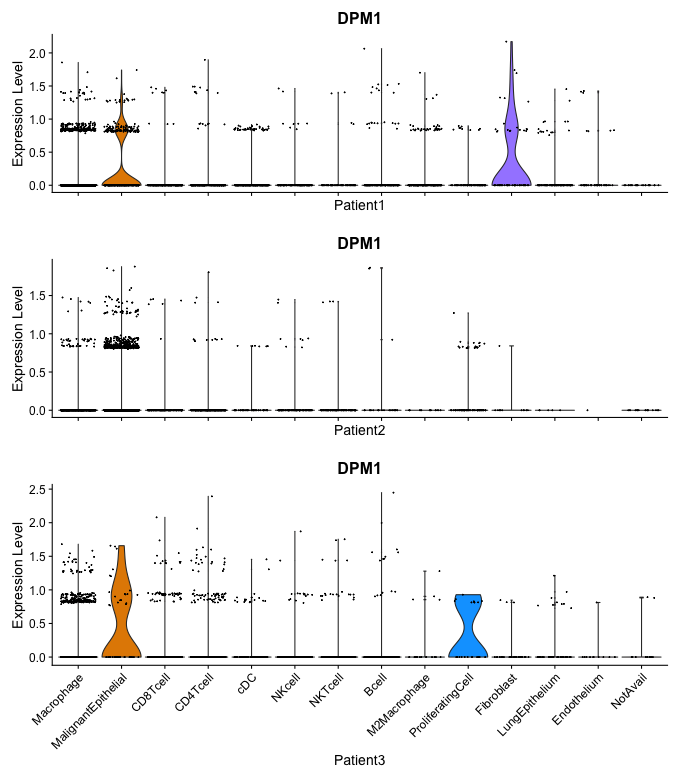 DPM1
Expression Level
2.0
1.5
1.0
0.5
0.0
Patient1
DPM1
Expression Level
1.5
1.0
0.5
0.0
Patient2
DPM1
Expression Level
2.5
2.0
1.5
1.0
0.5
0.0
Macrophage
MalignantEpithelial
CD8Tcell
CD4Tcell
cDC
NKcell
NKTcell
Bcell
M2Macrophage
ProliferatingCell
Fibroblast
LungEpithelium
Endothelium
NotAvail
Patient3